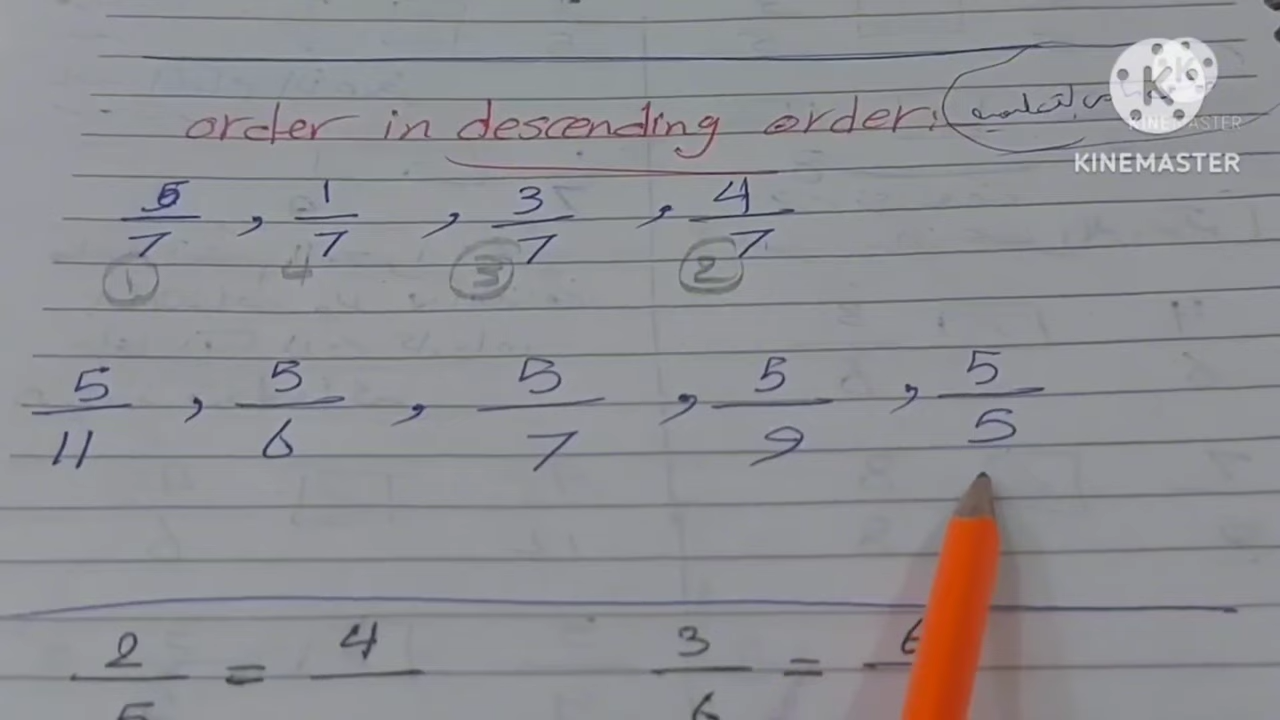 order in descending order.
5/7 , 1/7 , 3/7 , 4/7
1 4 3 2
5/11 , 5/6 , 5/7 , 5/9 , 5/5
2/5 = 4/ 3/6 = 6/
K K
KINEMASTER
KINEMASTER